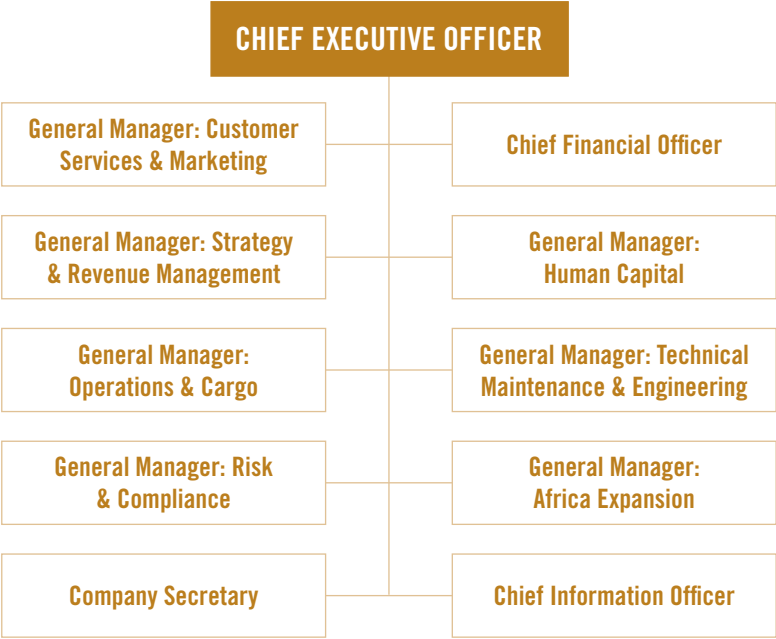 CHIEF EXECUTIVE OFFICER
General Manager: Customer
Services & Marketing
Chief Financial Officer
General Manager: Strategy
& Revenue Management
General Manager:
Human Capital
General Manager:
Operations & Cargo
General Manager: Technical
Maintenance & Engineering
General Manager: Risk
& Compliance
General Manager:
Africa Expansion
Company Secretary
Chief Information Officer